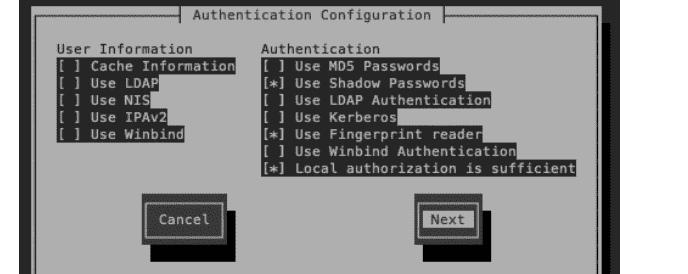 Authentication Configuration
User Information Authentication
[ ] Cache Information [ ] Use MD5 Passwords
[ ] Use LDAP [*] Use Shadow Passwords
[ ] Use NIS [ ] Use LDAP Authentication
[ ] Use IPAv2 [ ] Use Kerberos
[ ] Use Winbind [*] Use Fingerprint reader
[ ] Use Winbind Authentication
[*] Local authorization is sufficient
Cancel Next